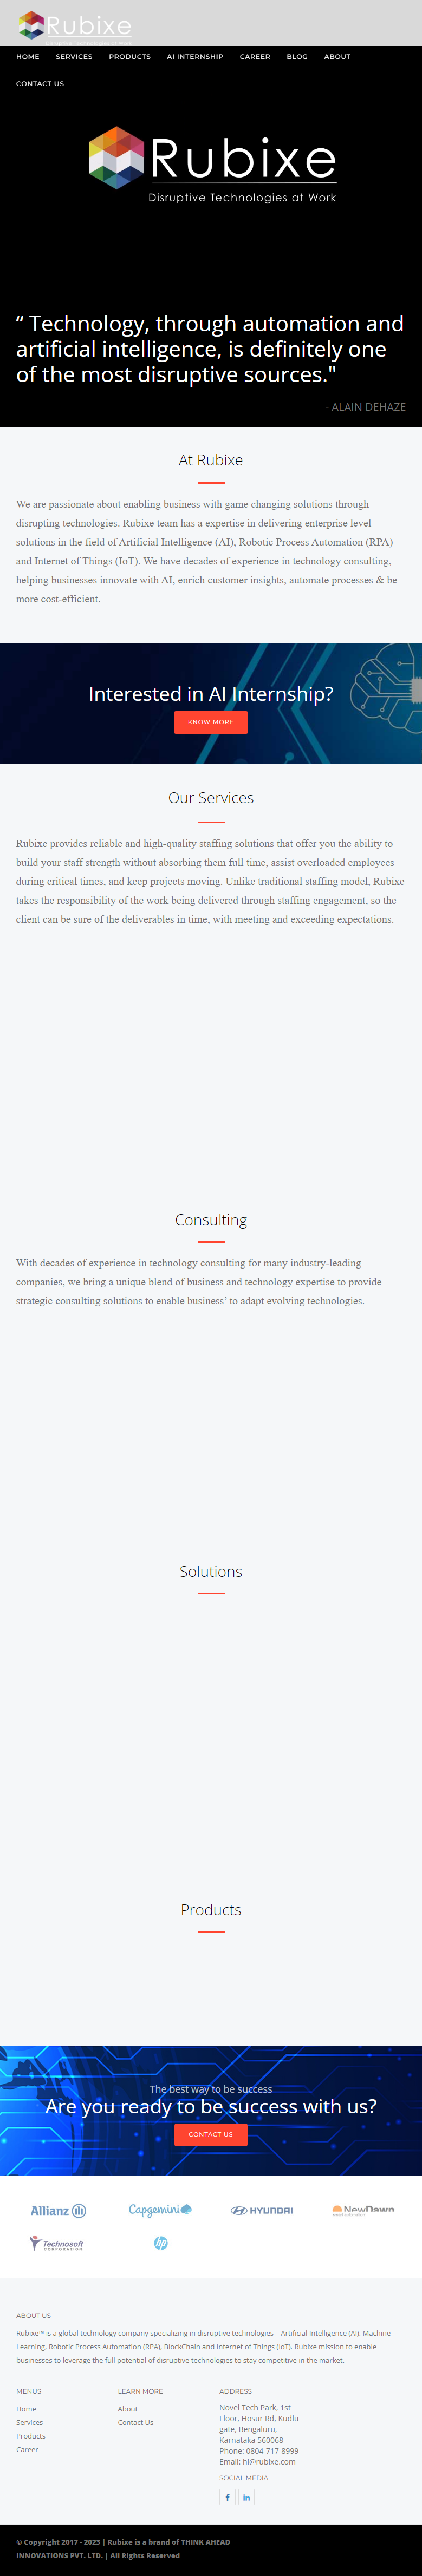 Rubixe
HOME SERVICES PRODUCTS AI INTERNSHIP CAREER BLOG ABOUT
CONTACT US
Rubixe
Disruptive Technologies at Work
“ Technology, through automation and
artificial intelligence, is definitely one
of the most disruptive sources."
- ALAIN DEHAZE
At Rubixe
We are passionate about enabling business with game changing solutions through
disrupting technologies. Rubixe team has a expertise in delivering enterprise level
solutions in the field of Artificial Intelligence (AI), Robotic Process Automation (RPA)
and Internet of Things (IoT). We have decades of experience in technology consulting,
helping businesses innovate with AI, enrich customer insights, automate processes & be
more cost-efficient.
Interested in AI Internship?
KNOW MORE
Our Services
Rubixe provides reliable and high-quality staffing solutions that offer you the ability to
build your staff strength without absorbing them full time, assist overloaded employees
during critical times, and keep projects moving. Unlike traditional staffing model, Rubixe
takes the responsibility of the work being delivered through staffing engagement, so the
client can be sure of the deliverables in time, with meeting and exceeding expectations.
Consulting
With decades of experience in technology consulting for many industry-leading
companies, we bring a unique blend of business and technology expertise to provide
strategic consulting solutions to enable business’ to adapt evolving technologies.
Solutions
Products
The best way to be success
Are you ready to be success with us?
CONTACT US
Allianz Capgemini HYUNDAI NewDawn
smart automation
Technosoft
CORPORATION
hp
ABOUT US
Rubixe™ is a global technology company specializing in disruptive technologies – Artificial Intelligence (AI), Machine
Learning, Robotic Process Automation (RPA), BlockChain and Internet of Things (IoT). Rubixe mission to enable
businesses to leverage the full potential of disruptive technologies to stay competitive in the market.
MENUS
Home
Services
Products
Career
LEARN MORE
About
Contact Us
ADDRESS
Novel Tech Park, 1st
Floor, Hosur Rd, Kudlu
gate, Bengaluru,
Karnataka 560068
Phone: 0804-717-8999
Email: hi@rubixe.com
SOCIAL MEDIA
© Copyright 2017 - 2023 | Rubixe is a brand of THINK AHEAD
INNOVATIONS PVT. LTD. | All Rights Reserved